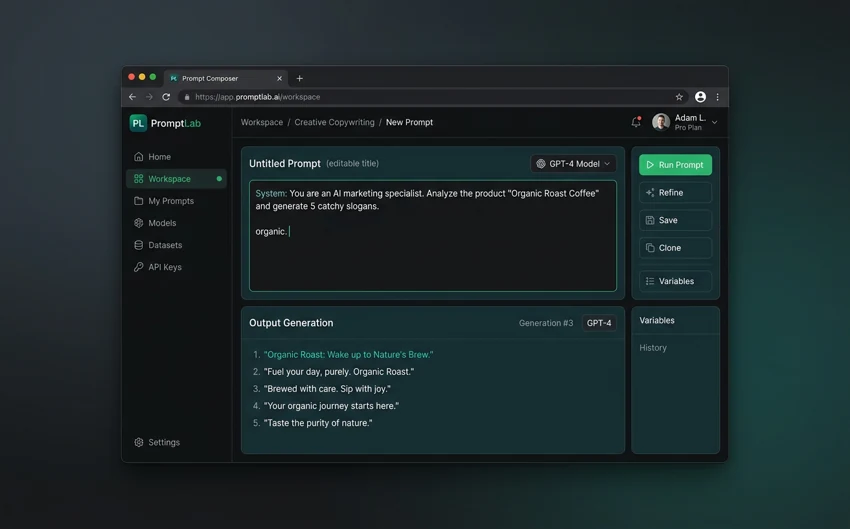 Prompt Composer
https://app.promptlab.ai/workspace
PL PromptLab
Workspace / Creative Copywriting / New Prompt
Adam L.
Pro Plan
Home
Workspace
My Prompts
Models
Datasets
API Keys
Settings
Untitled Prompt (editable title)
GPT-4 Model
System: You are an AI marketing specialist. Analyze the product "Organic Roast Coffee"
and generate 5 catchy slogans.
organic.
Run Prompt
Refine
Save
Clone
Variables
Output Generation
Generation #3
GPT-4
1. "Organic Roast: Wake up to Nature's Brew."
2. "Fuel your day, purely. Organic Roast."
3. "Brewed with care. Sip with joy."
4. "Your organic journey starts here."
5. "Taste the purity of nature."
Variables
History